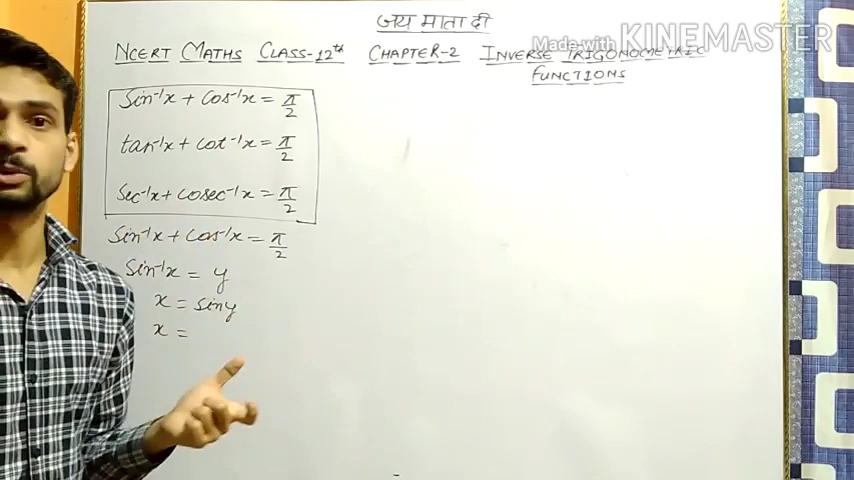 जय माता दी
Made with KINEMASTER
NCERT MATHS CLASS-12th CHAPTER-2 INVERSE TRIGONOMETRIC
FUNCTIONS
Sin⁻¹x + Cos⁻¹x = π/2
tan⁻¹x + cot⁻¹x = π/2
Sec⁻¹x + Cosec⁻¹x = π/2
Sin⁻¹x + Cos⁻¹x = π/2
Sin⁻¹x = y
x = siny
x =